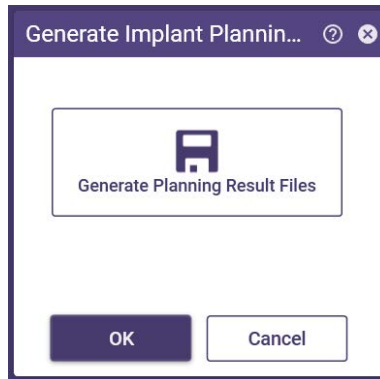 Generate Implant Plannin...
Generate Planning Result Files
OK
Cancel